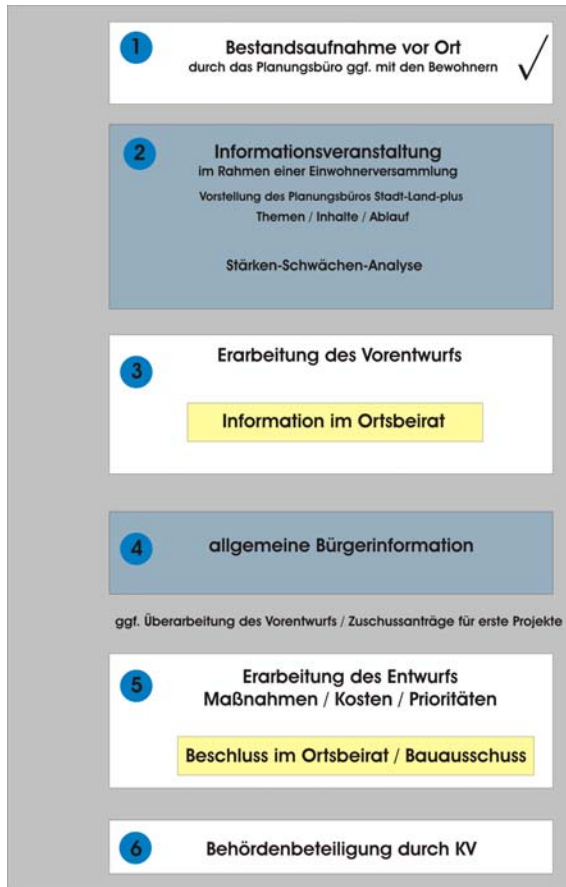 1
Bestandsaufnahme vor Ort
durch das Planungsbüro ggf. mit den Bewohnern
2
Informationsveranstaltung
im Rahmen einer Einwohnerversammlung
Vorstellung des Planungsbüros Stadt-Land-plus
Themen / Inhalte / Ablauf
Stärken-Schwächen-Analyse
3
Erarbeitung des Vorentwurfs
Information im Ortsbeirat
4
allgemeine Bürgerinformation
ggf. Überarbeitung des Vorentwurfs / Zuschussanträge für erste Projekte
5
Erarbeitung des Entwurfs
Maßnahmen / Kosten / Prioritäten
Beschluss im Ortsbeirat / Bauausschuss
6
Behördenbeteiligung durch KV